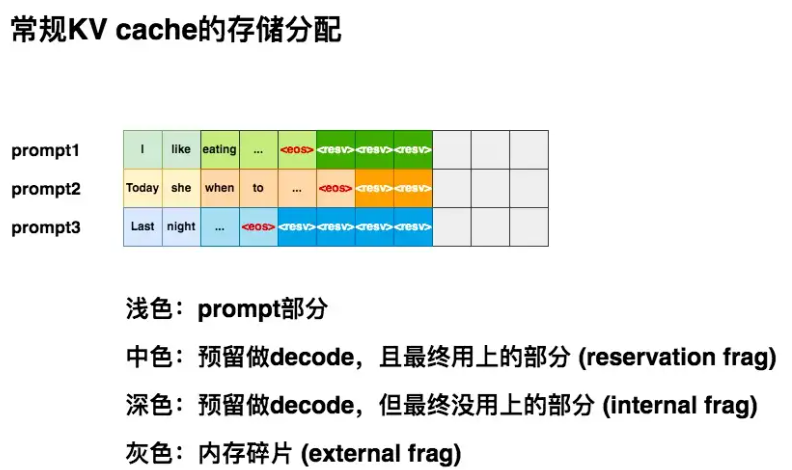 常规KV cache的存储分配
prompt1 I like eating ... <eos> <resv> <resv> <resv>
prompt2 Today she when to ... <eos> <resv> <resv>
prompt3 Last night ... <eos> <resv> <resv> <resv> <resv>
浅色：prompt部分
中色：预留做decode，且最终用上的部分 (reservation frag)
深色：预留做decode，但最终没用上的部分 (internal frag)
灰色：内存碎片 (external frag)